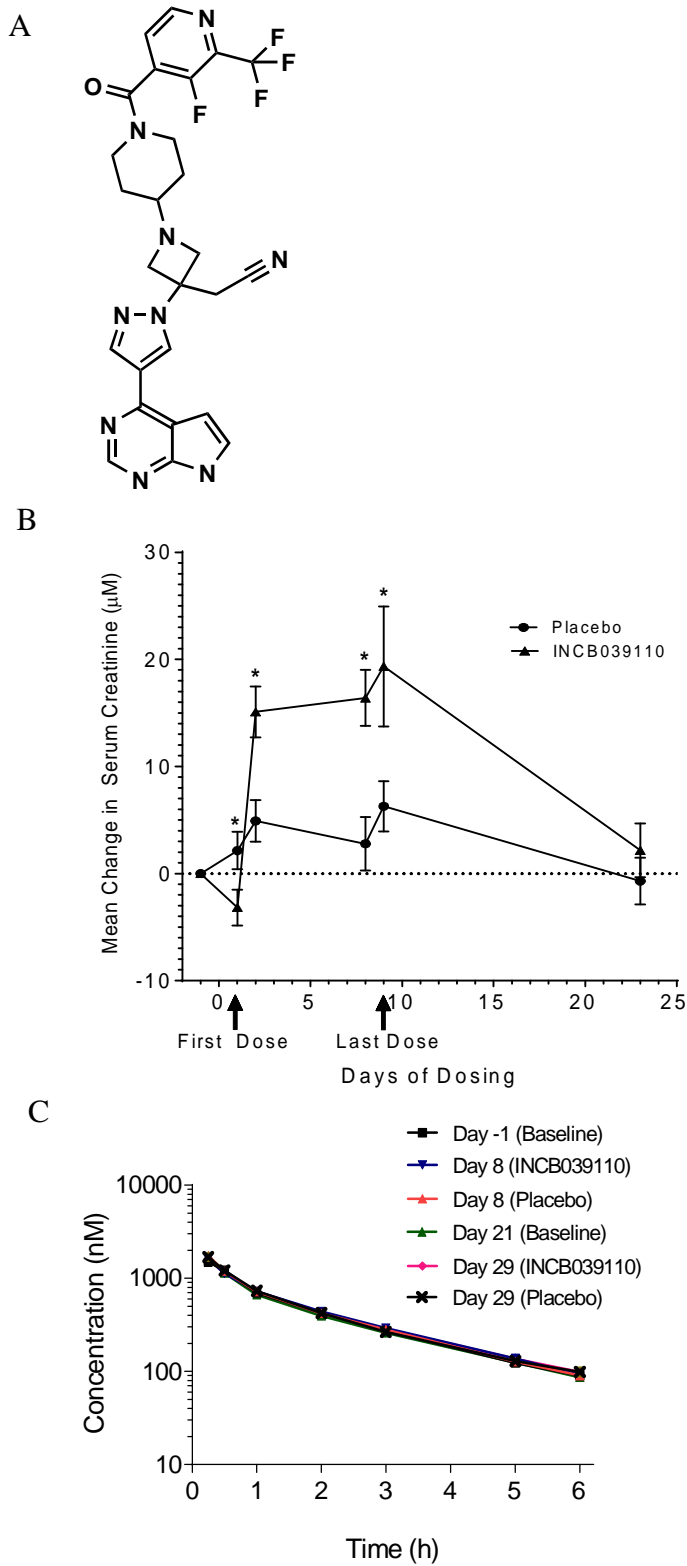 A
N
F
F
F
F
O
N
N
N
N
N
N
N
N
B
Mean Change in Serum Creatinine (μM)
30
20
10
0
-10
Placebo
INCB039110
*
*
*
*
0
5
10
15
20
25
First Dose
Last Dose
Days of Dosing
C
Day -1 (Baseline)
Day 8 (INCB039110)
Day 8 (Placebo)
Day 21 (Baseline)
Day 29 (INCB039110)
Day 29 (Placebo)
Concentration (nM)
10000
1000
100
10
0
1
2
3
4
5
6
Time (h)